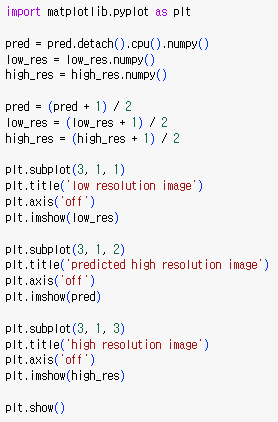 import matplotlib.pyplot as plt
pred = pred.detach().cpu().numpy()
low_res = low_res.numpy()
high_res = high_res.numpy()
pred = (pred + 1) / 2
low_res = (low_res + 1) / 2
high_res = (high_res + 1) / 2
plt.subplot(3, 1, 1)
plt.title('low resolution image')
plt.axis('off')
plt.imshow(low_res)
plt.subplot(3, 1, 2)
plt.title('predicted high resolution image')
plt.axis('off')
plt.imshow(pred)
plt.subplot(3, 1, 3)
plt.title('high resolution image')
plt.axis('off')
plt.imshow(high_res)
plt.show()